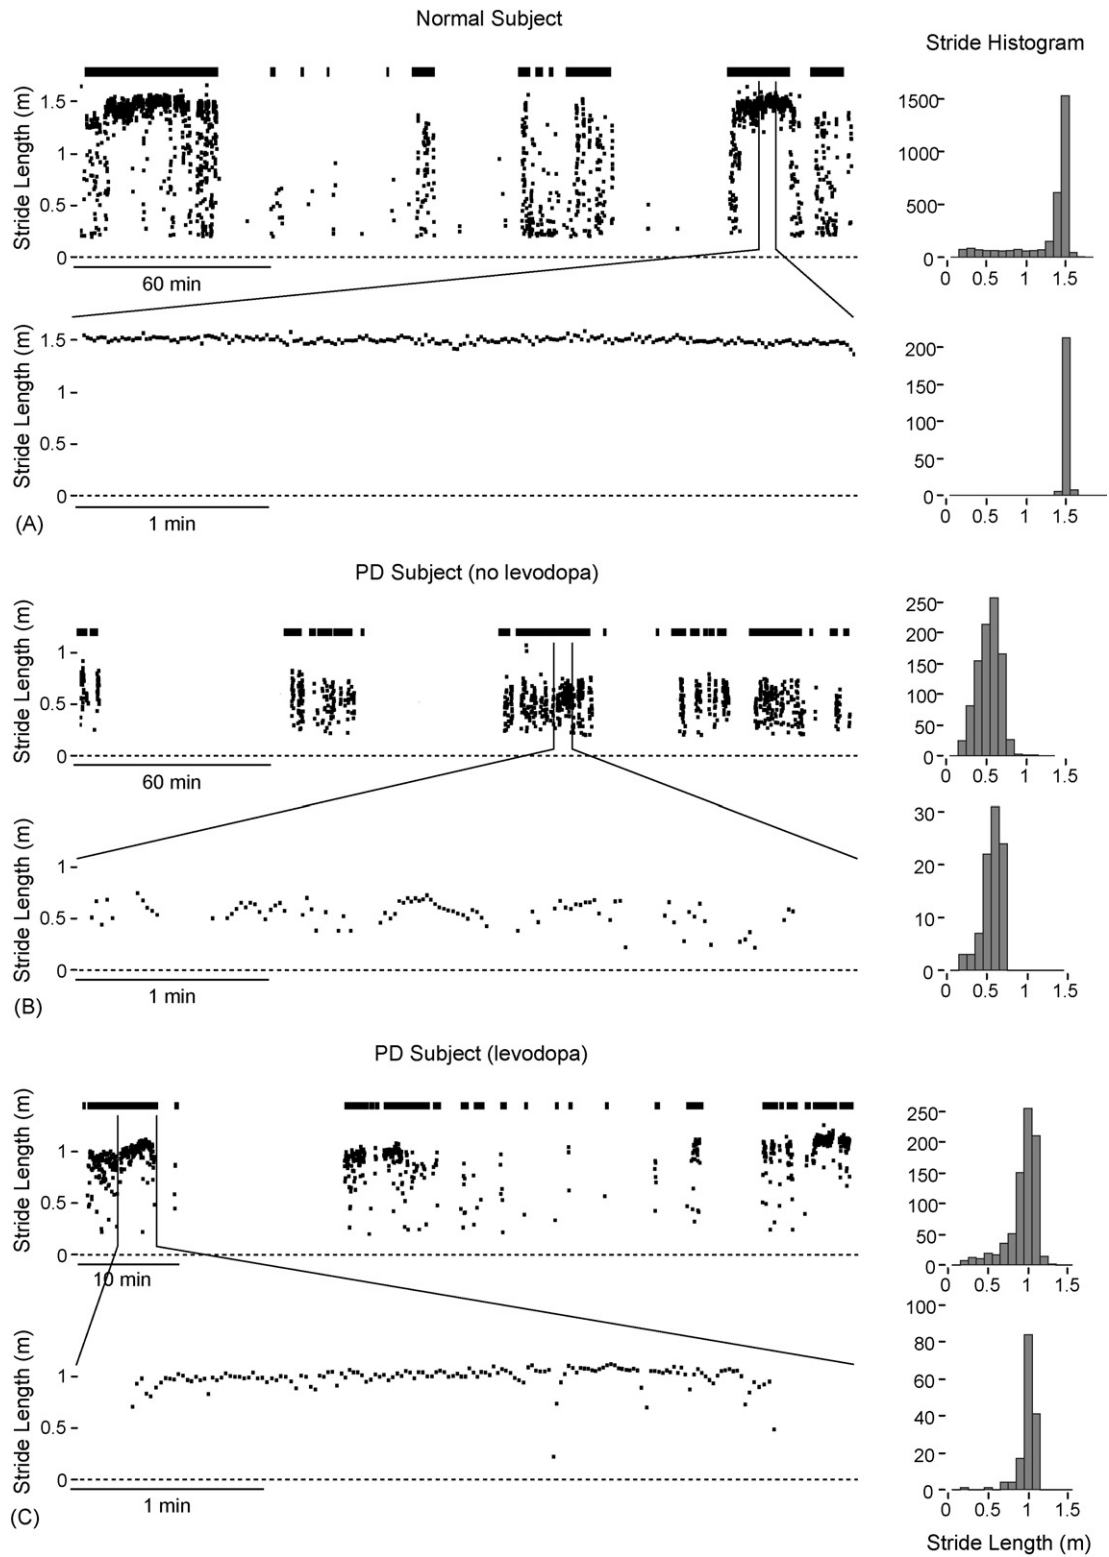 Normal Subject
Stride Histogram
Stride Length (m)
1.5
1
0.5
0
60 min
1500
1000
500
0
0 0.5 1 1.5
Stride Length (m)
1.5
1
0.5
0
1 min
200
150
100
50
0
0 0.5 1 1.5
(A)
PD Subject (no levodopa)
Stride Length (m)
1
0.5
0
60 min
250
200
150
100
50
0
0 0.5 1 1.5
Stride Length (m)
1
0.5
0
1 min
30
20
10
0
0 0.5 1 1.5
(B)
PD Subject (levodopa)
Stride Length (m)
1
0.5
0
10 min
250
200
150
100
50
0
0 0.5 1 1.5
Stride Length (m)
1
0.5
0
1 min
100
80
60
40
20
0
0 0.5 1 1.5
(C)
Stride Length (m)